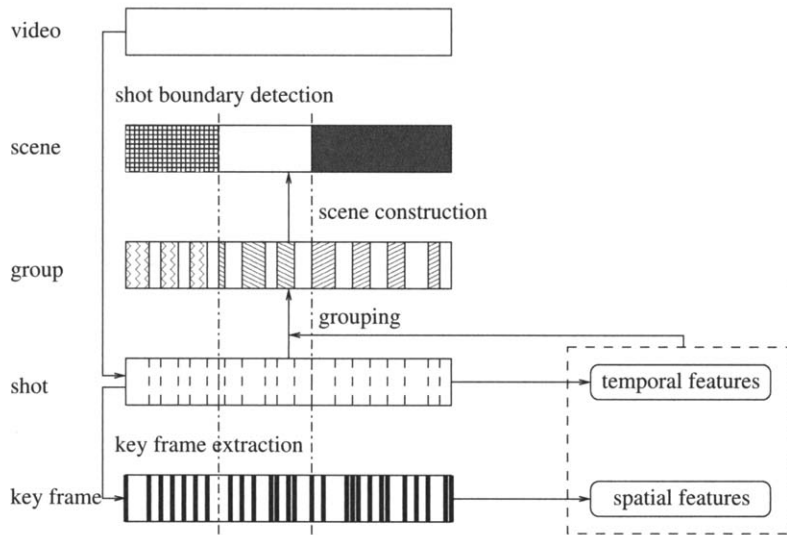 video
shot boundary detection
scene
scene construction
group
grouping
shot
temporal features
key frame extraction
key frame
spatial features